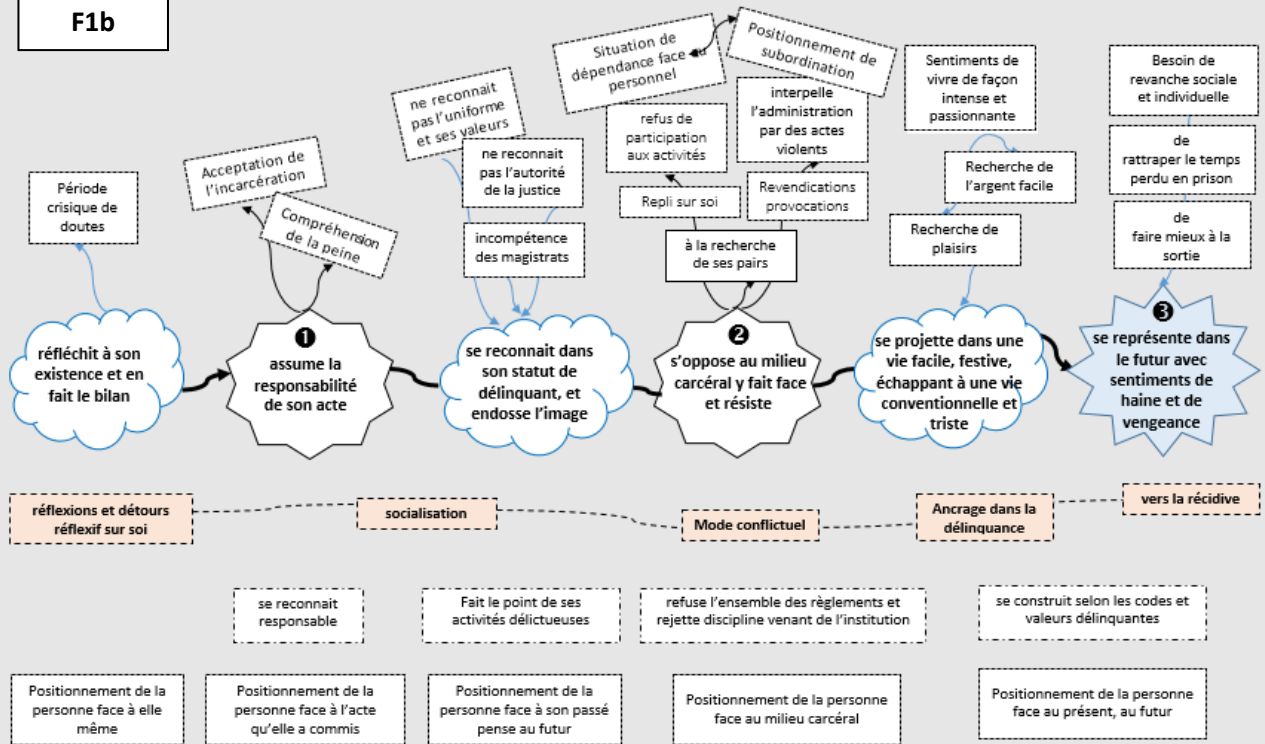 F1b
Situation de
dépendance face au
personnel
Positionnement de
subordination
Sentiments de
vivre de façon
intense et
passionnante
Besoin de
revanche sociale
et individuelle
ne reconnait
pas l'uniforme
et ses valeurs
interpelle
l'administration
par des actes
violents
refus de
participation
aux activités
Acceptation de
l'incarcération
ne reconnait
pas l'autorité
de la justice
Recherche de
l'argent facile
de
rattraper le temps
perdu en prison
Période
crisique de
doutes
Compréhension
de la peine
Repli sur soi
Revendications
provocations
Recherche de
plaisirs
de
faire mieux à la
sortie
incompétence
des magistrats
à la recherche
de ses pairs
réfléchit à son
existence et en
fait le bilan
1
assume la
responsabilité
de son acte
se reconnait dans
son statut de
délinquant, et
endosse l'image
2
s'oppose au milieu
carcéral y fait face
et résiste
se projette dans une
vie facile, festive,
échappant à une vie
conventionnelle et
triste
3
se représente dans
le futur avec
sentiments de
haine et de
vengeance
réflexions et détours
réflexif sur soi
socialisation
Mode conflictuel
Ancrage dans la
délinquance
vers la récidive
se reconnait
responsable
Fait le point de ses
activités délictueuses
refuse l'ensemble des règlements et
rejette discipline venant de l'institution
se construit selon les codes et
valeurs délinquantes
Positionnement de la
personne face à elle
même
Positionnement de la
personne face à l'acte
qu'elle a commis
Positionnement de la
personne face à son passé
pense au futur
Positionnement de la personne
face au milieu carcéral
Positionnement de la personne
face au présent, au futur